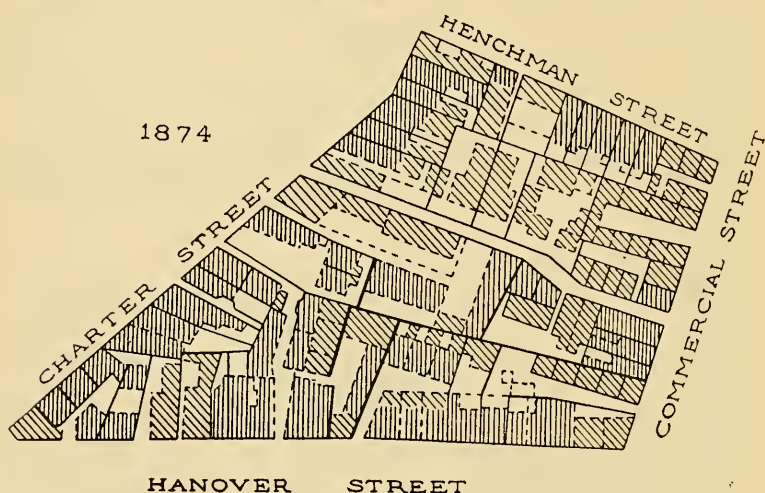 HENCHMAN STREET
1874
CHARTER STREET
COMMERCIAL STREET
HANOVER STREET